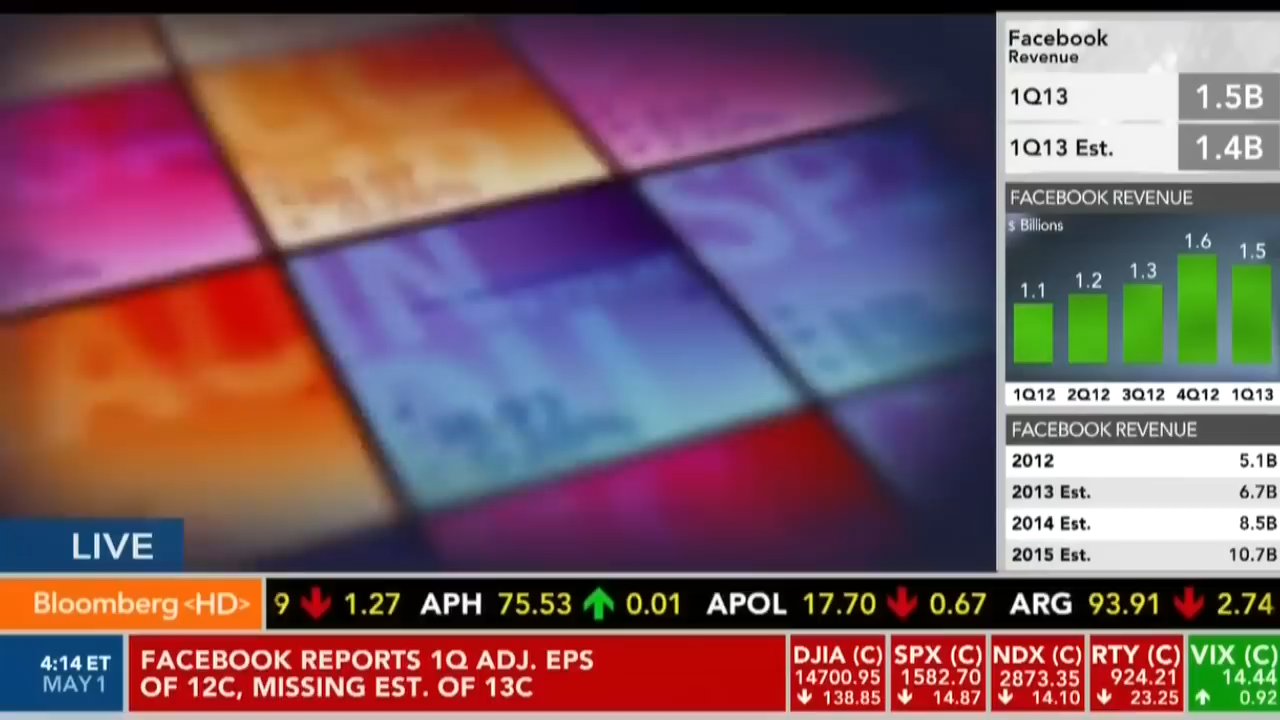 Facebook
Revenue
1Q13 1.5B
1Q13 Est. 1.4B
FACEBOOK REVENUE
$ Billions
1.1 1.2 1.3 1.6 1.5
1Q12 2Q12 3Q12 4Q12 1Q13
FACEBOOK REVENUE
2012 5.1B
2013 Est. 6.7B
2014 Est. 8.5B
2015 Est. 10.7B
LIVE
Bloomberg <HD>
9 1.27 APH 75.53 0.01 APOL 17.70 0.67 ARG 93.91 2.74
4:14 ET
MAY 1
FACEBOOK REPORTS 1Q ADJ. EPS
OF 12C, MISSING EST. OF 13C
DJIA (C)
14700.95
138.85
SPX (C)
1582.70
14.87
NDX (C)
2873.35
14.10
RTY (C)
924.21
23.25
VIX (C)
14.44
0.92